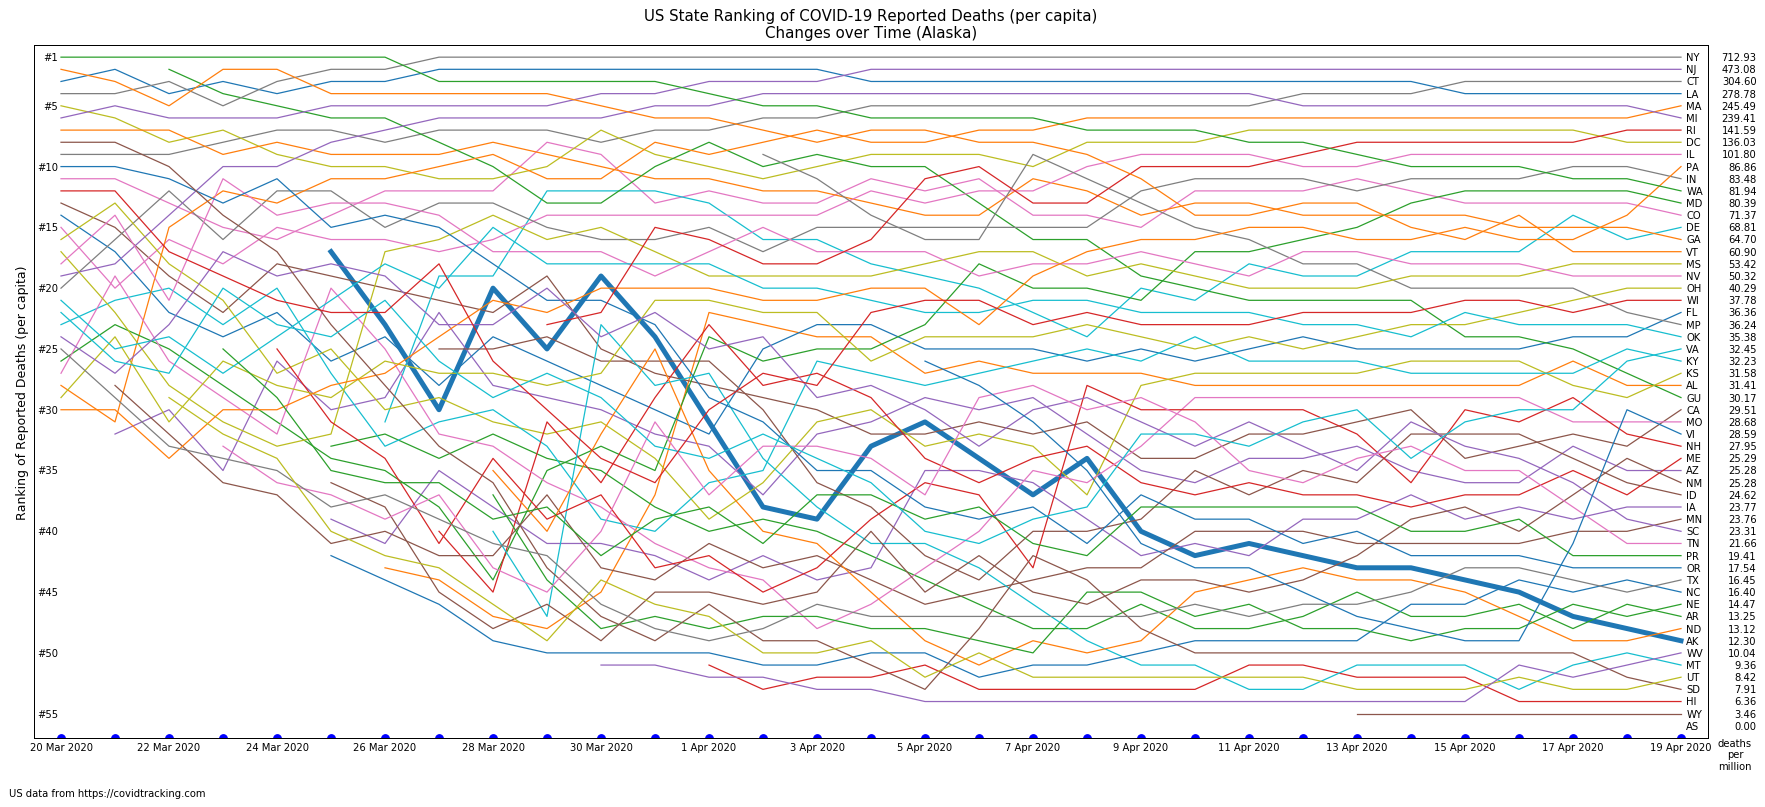 US State Ranking of COVID-19 Reported Deaths (per capita)
Changes over Time (Alaska)
Ranking of Reported Deaths (per capita)
#1
#5
#10
#15
#20
#25
#30
#35
#40
#45
#50
#55
NY 712.93
NJ 473.08
CT 304.60
LA 278.78
MA 245.49
MI 239.41
RI 141.59
DC 136.03
IL 101.80
PA 86.86
IN 83.48
WA 81.94
MD 80.39
CO 71.37
DE 68.81
GA 64.70
VT 60.90
MS 53.42
NV 50.32
OH 40.29
WI 37.78
FL 36.36
MP 36.24
OK 35.38
VA 32.45
KY 32.23
KS 31.58
AL 31.41
GU 30.17
CA 29.51
MO 28.68
VI 28.59
NH 27.95
ME 25.29
AZ 25.28
NM 25.28
ID 24.62
IA 23.77
MN 23.76
SC 23.31
TN 21.66
PR 19.41
OR 17.54
TX 16.45
NC 16.40
NE 14.47
AR 13.25
ND 13.12
AK 12.30
WV 10.04
MT 9.36
UT 8.42
SD 7.91
HI 6.36
WY 3.46
AS 0.00
20 Mar 2020 22 Mar 2020 24 Mar 2020 26 Mar 2020 28 Mar 2020 30 Mar 2020 1 Apr 2020 3 Apr 2020 5 Apr 2020 7 Apr 2020 9 Apr 2020 11 Apr 2020 13 Apr 2020 15 Apr 2020 17 Apr 2020 19 Apr 2020
deaths
per
million
US data from https://covidtracking.com